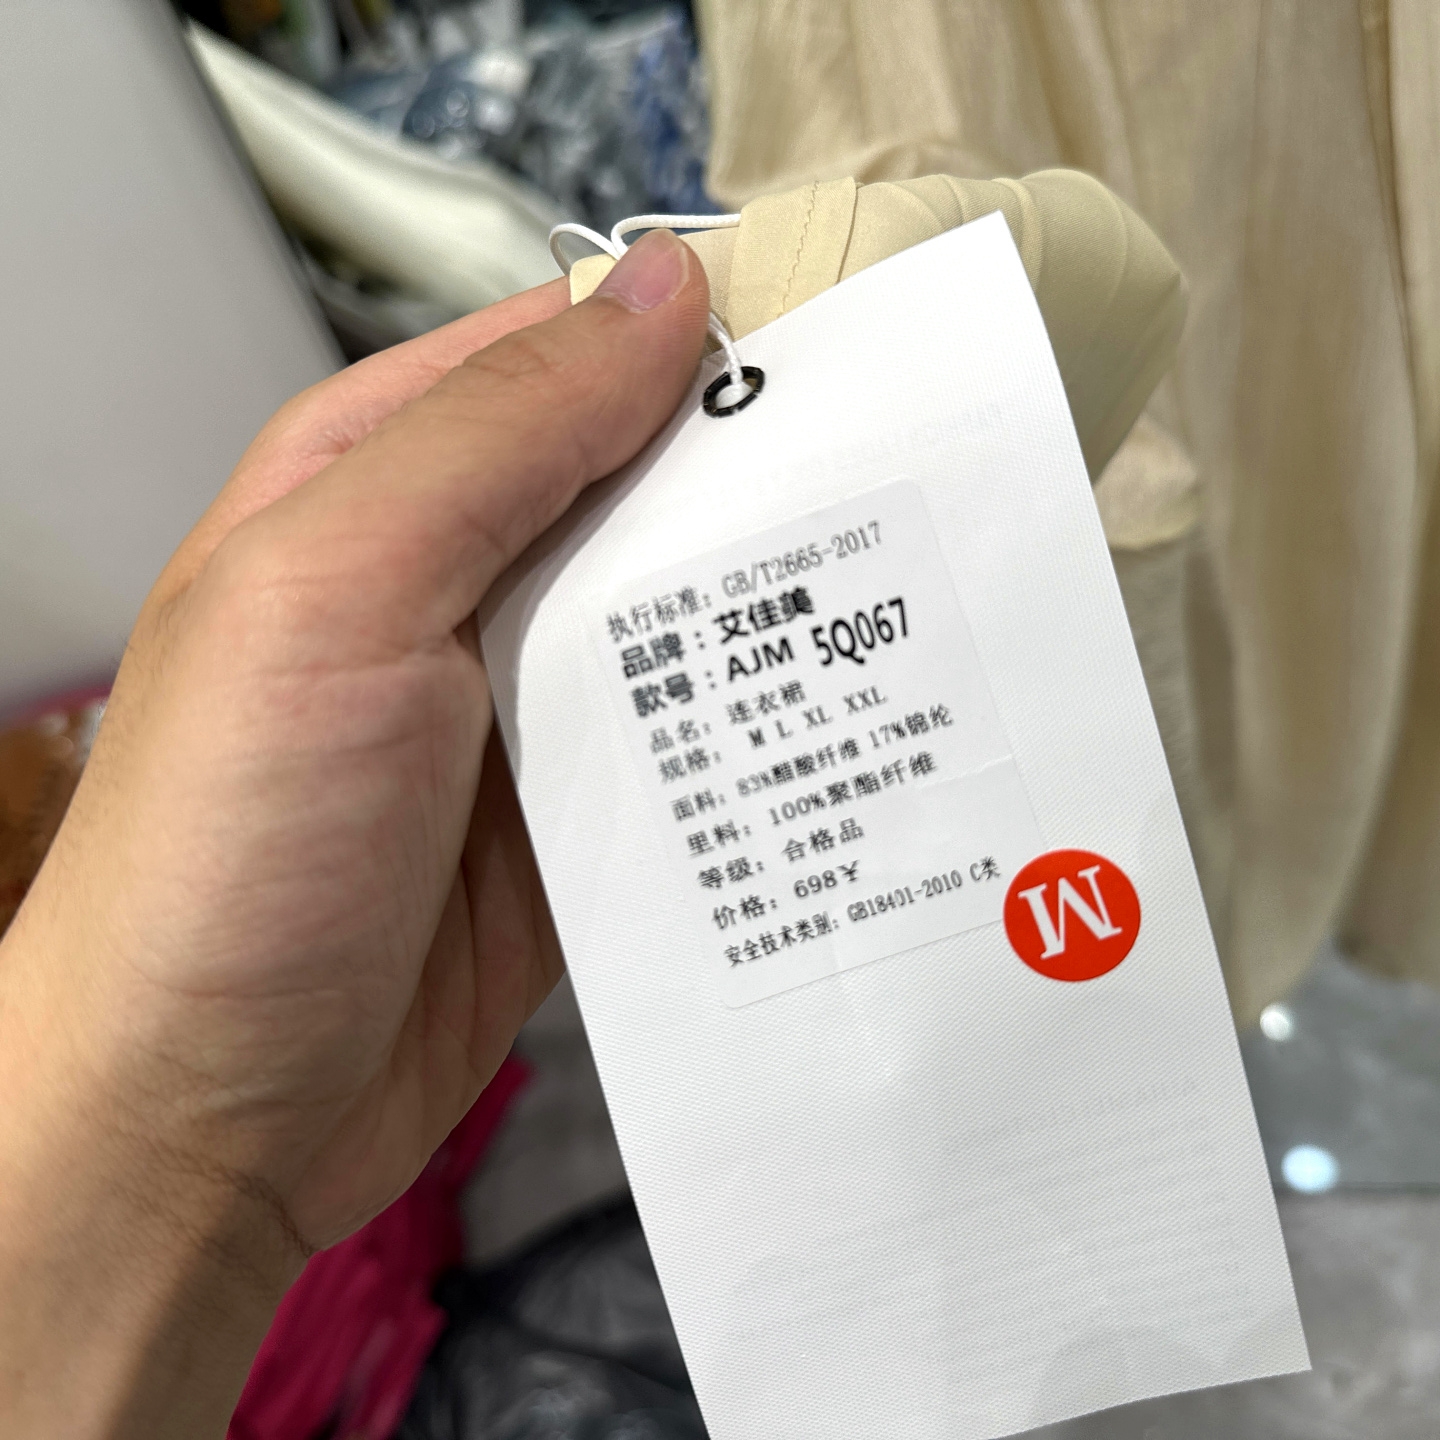 执行标准：GB/T2665-2017
品牌：艾佳美
款号：AJM 5Q067
品名：连衣裙
规格： M L XL XXL
面料：83%醋酸纤维 17%锦纶
里料：100%聚酯纤维
等级：合格品
价格：698￥
安全技术类别：GB18401-2010 C类
M